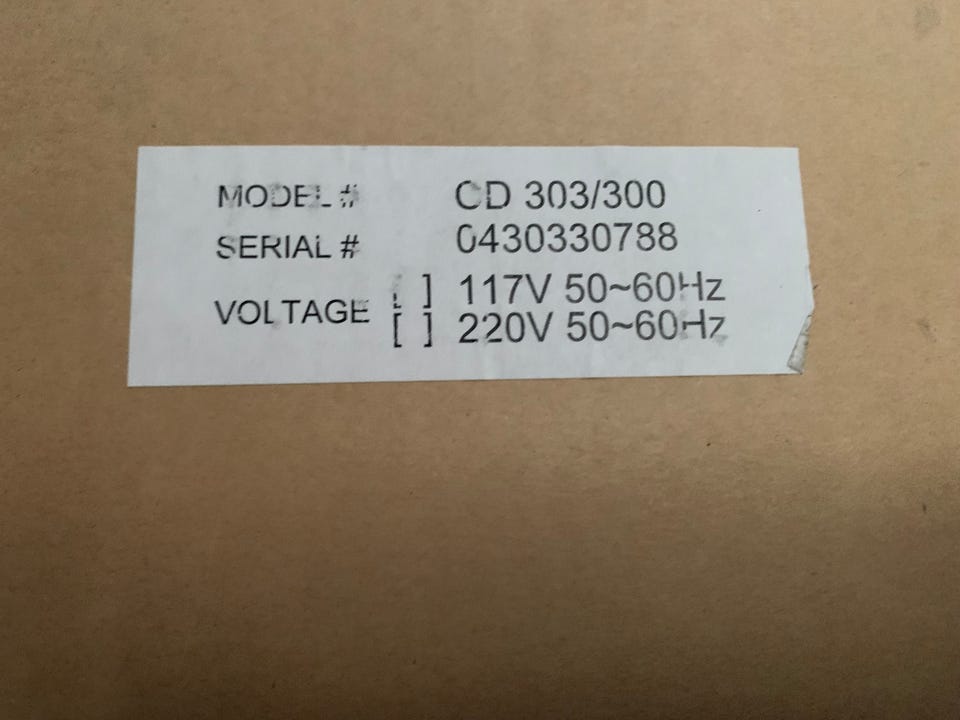 MODEL # CD 303/300
SERIAL # 0430330788
VOLTAGE [ ] 117V 50~60Hz
[ ] 220V 50~60Hz